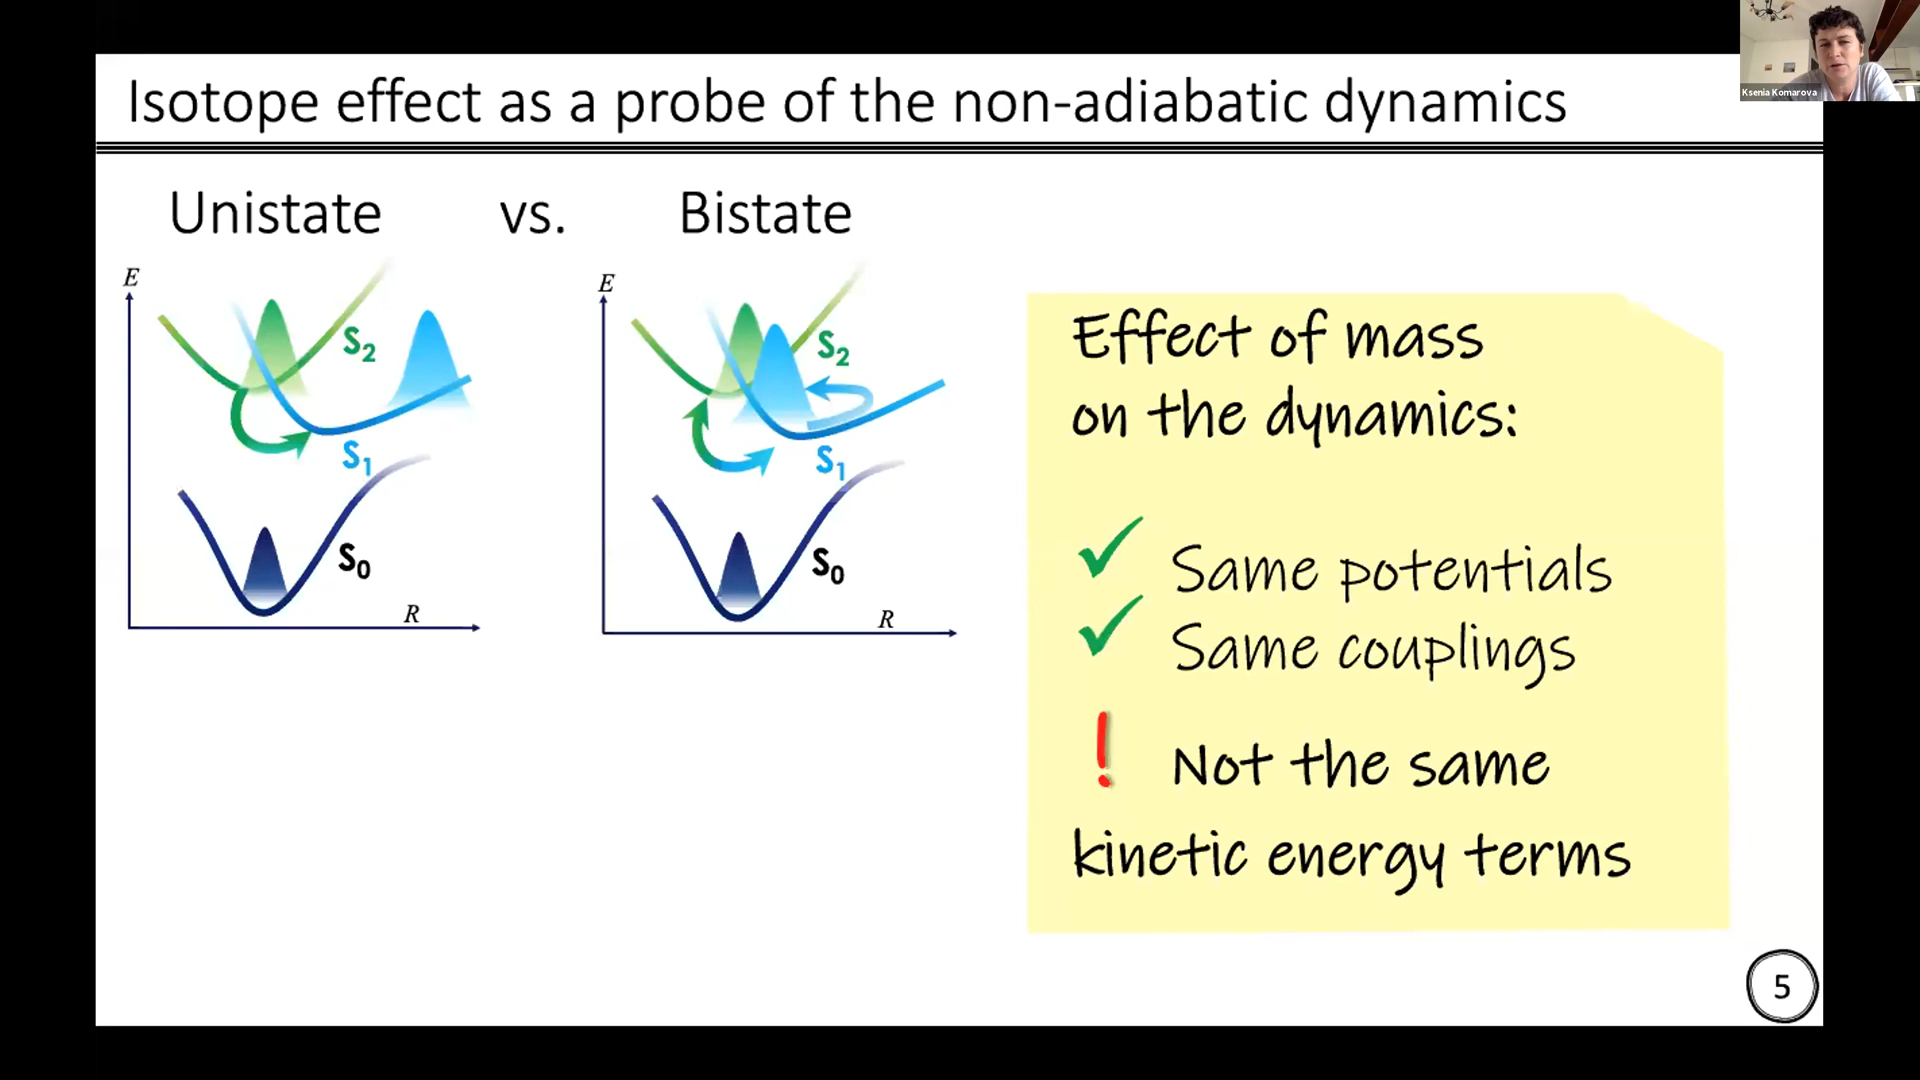 Isotope effect as a probe of the non-adiabatic dynamics
Ksenia Komarova
Unistate vs. Bistate
E
S2
S1
S0
R
E
S2
S1
S0
R
Effect of mass
on the dynamics:
✓ Same potentials
✓ Same couplings
! Not the same
kinetic energy terms
5